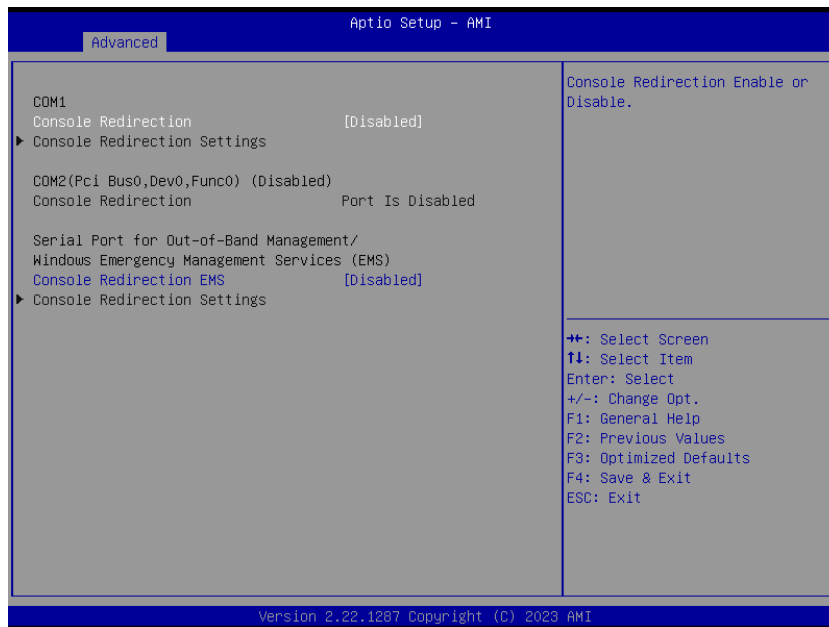 Aptio Setup – AMI
Advanced
COM1
Console Redirection [Disabled]
► Console Redirection Settings
COM2(Pci Bus0,Dev0,Func0) (Disabled)
Console Redirection Port Is Disabled
Serial Port for Out-of-Band Management/
Windows Emergency Management Services (EMS)
Console Redirection EMS [Disabled]
► Console Redirection Settings
Console Redirection Enable or
Disable.
→←: Select Screen
↑↓: Select Item
Enter: Select
+/-: Change Opt.
F1: General Help
F2: Previous Values
F3: Optimized Defaults
F4: Save & Exit
ESC: Exit
Version 2.22.1287 Copyright (C) 2023 AMI